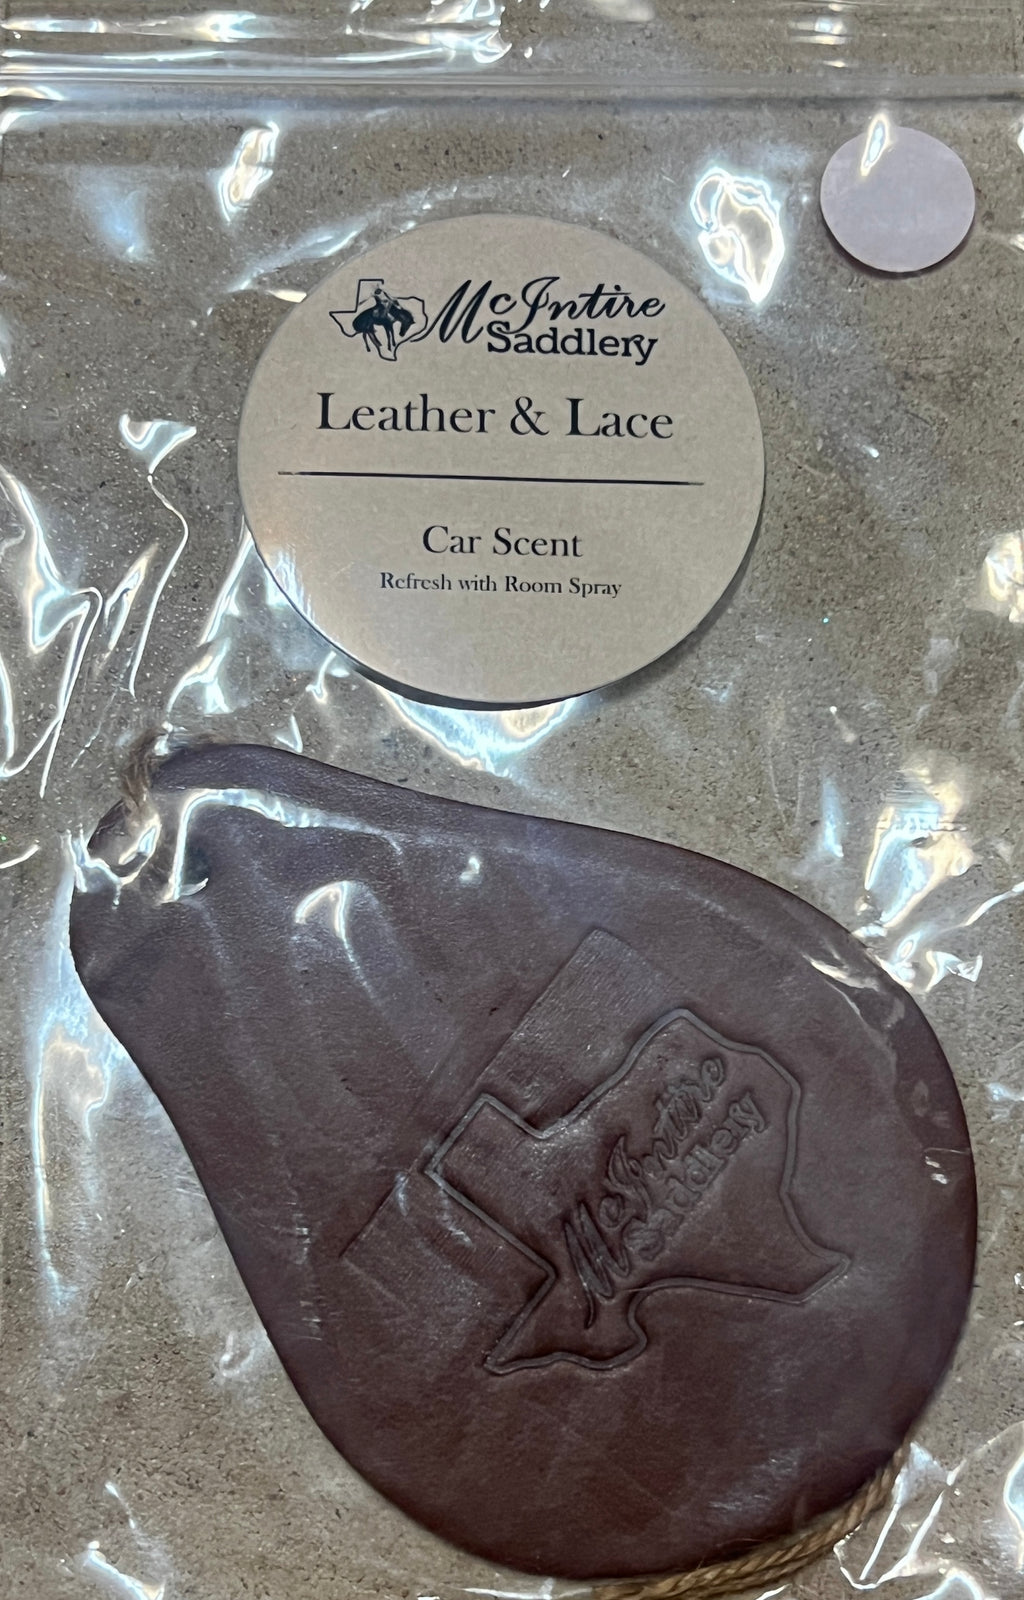 McIntire
Saddlery
Leather & Lace
Car Scent
Refresh with Room Spray
McIntire
Saddlery